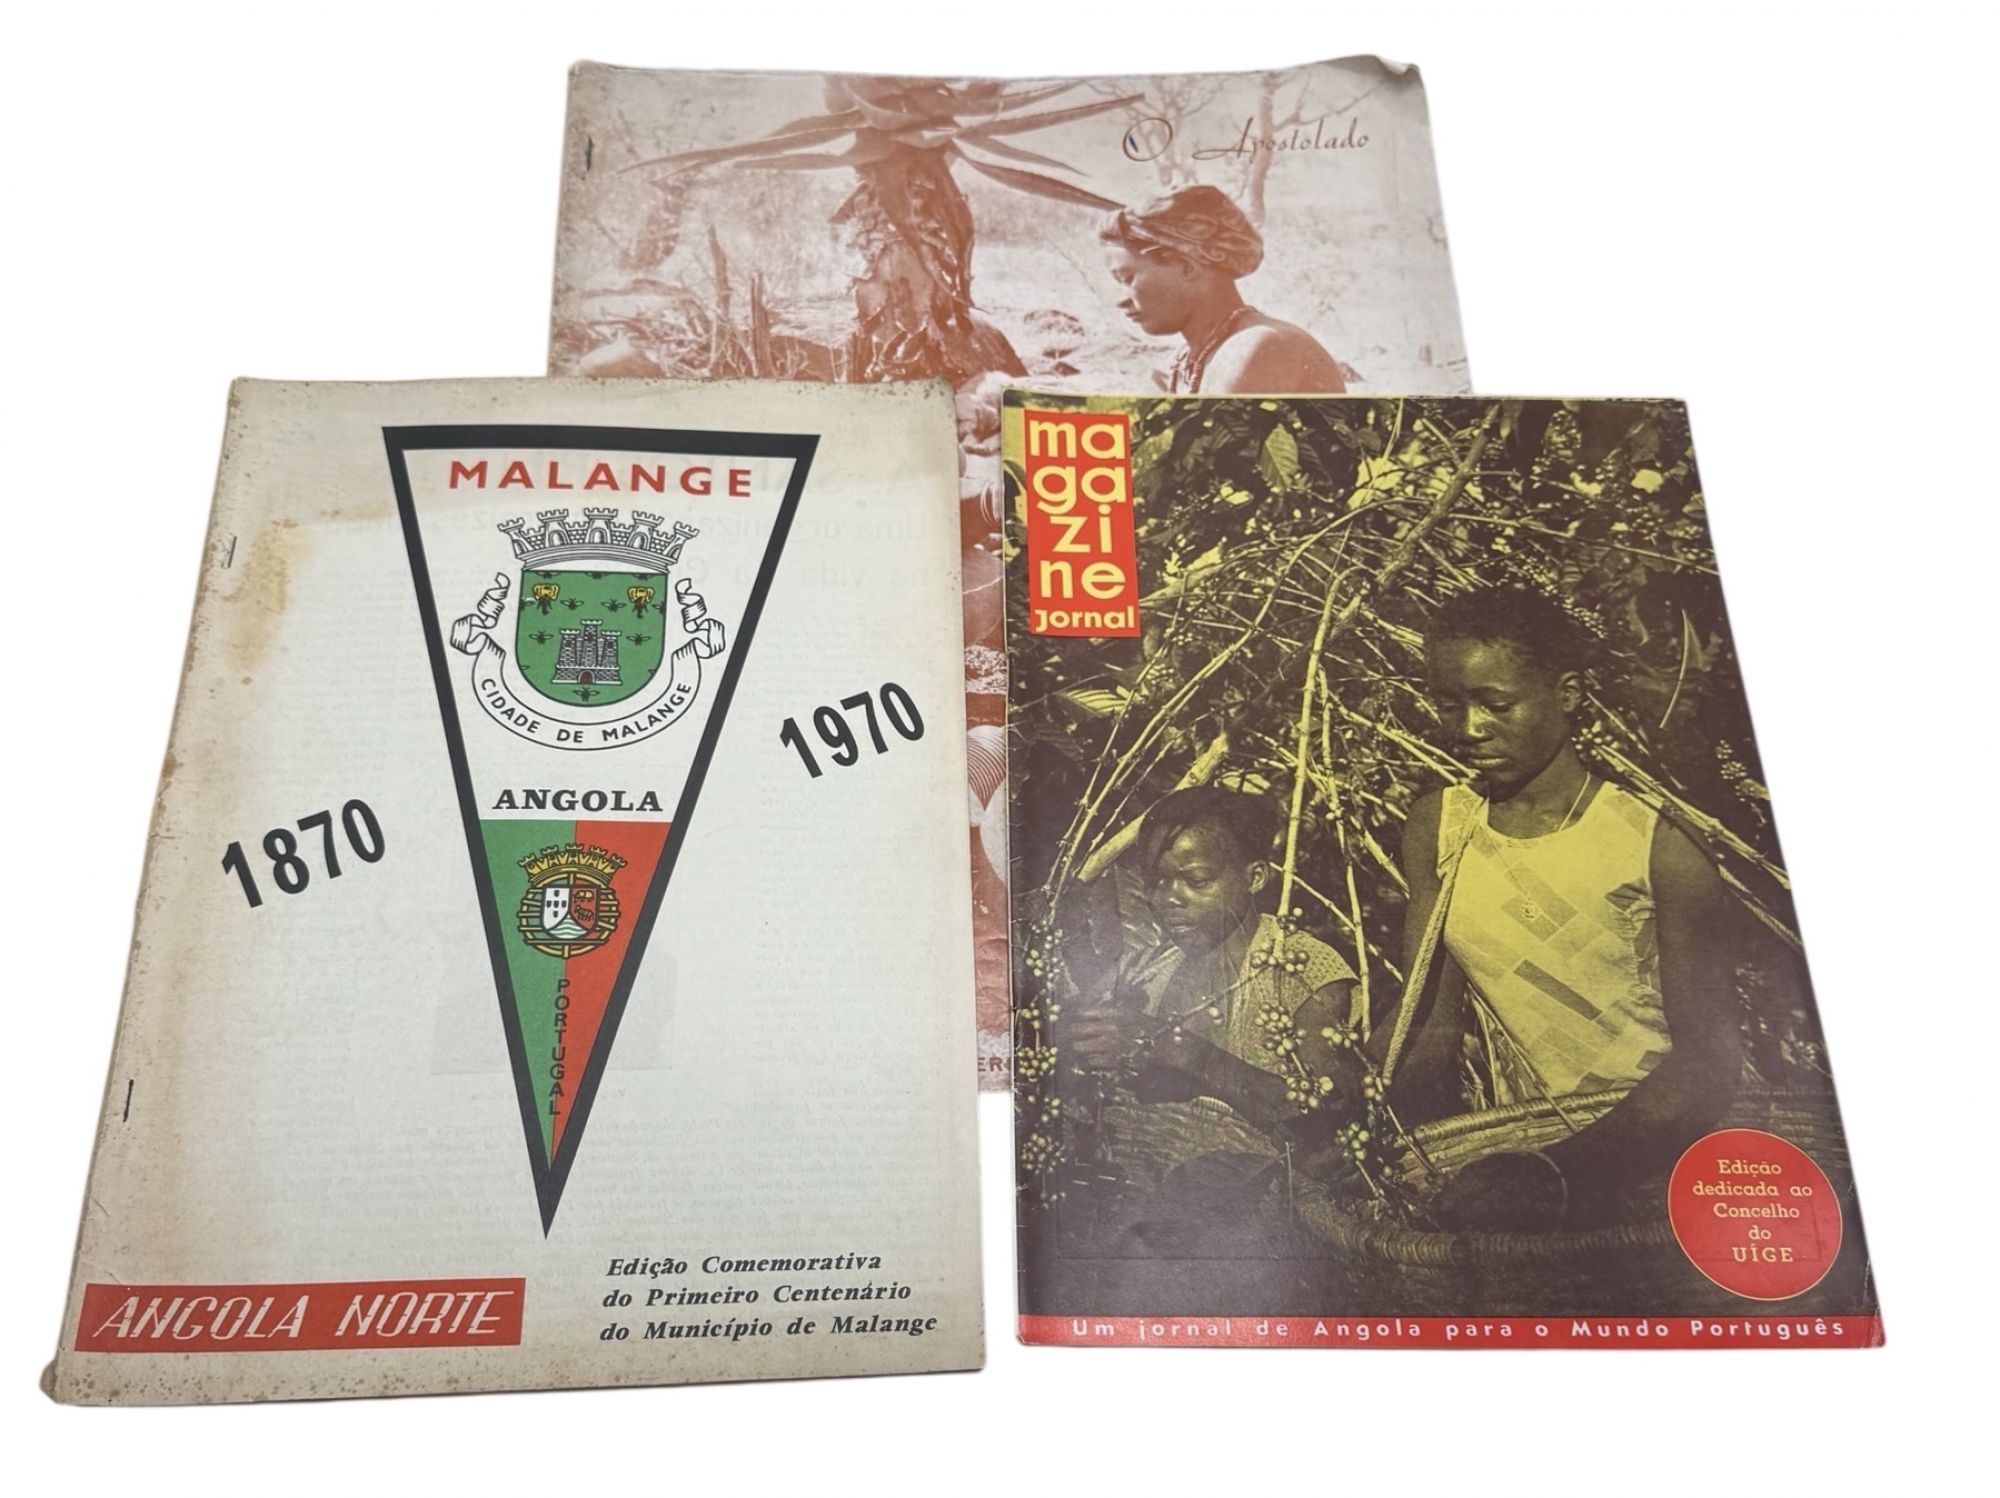 O Apostolado
MALANGE
CIDADE DE MALANGE
1870
1970
ANGOLA
PORTUGAL
Edição Comemorativa
do Primeiro Centenário
do Município de Malange
ANGOLA NORTE
ma
ga
zi
ne
jornal
Edição
dedicada ao
Concelho
do
UÍGE
Um jornal de Angola para o Mundo Português